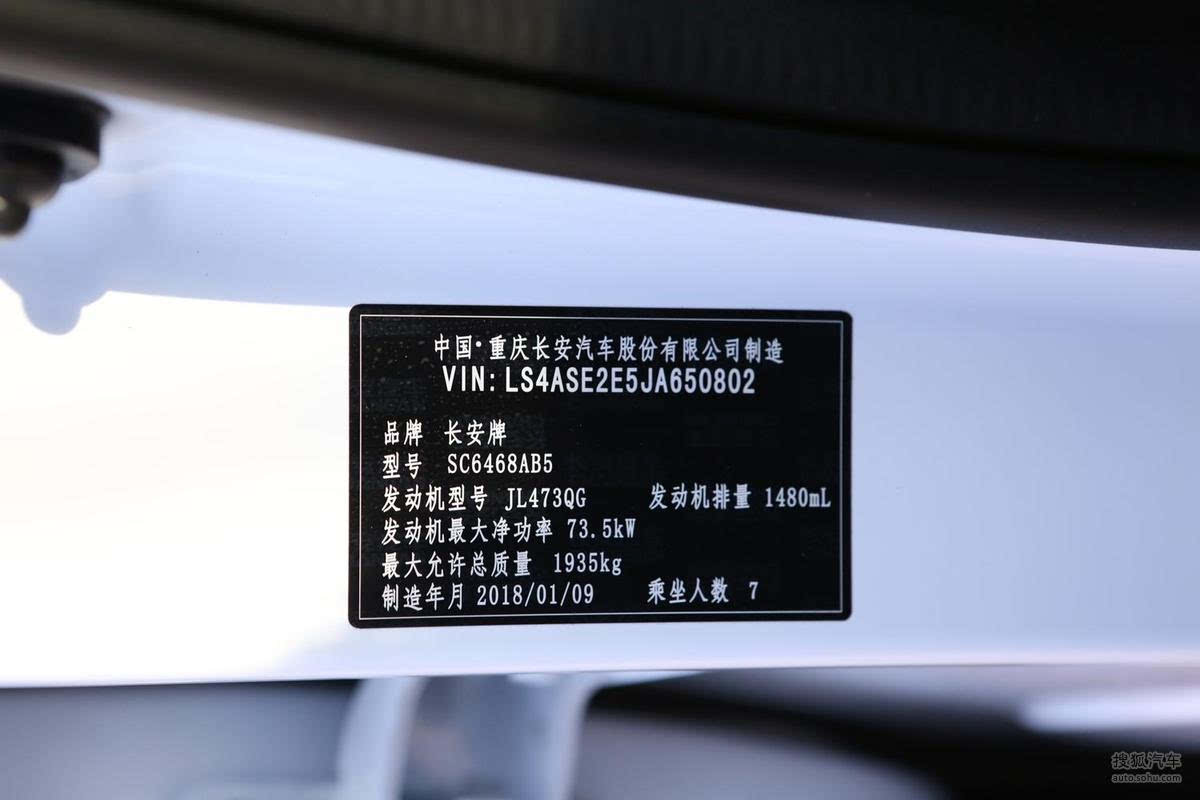 中国·重庆长安汽车股份有限公司制造
VIN: LS4ASE2E5JA650802
品牌 长安牌
型号 SC6468AB5
发动机型号 JL473QG 发动机排量 1480mL
发动机最大净功率 73.5kW
最大允许总质量 1935kg
制造年月 2018/01/09 乘坐人数 7
搜狐汽车
auto.sohu.com